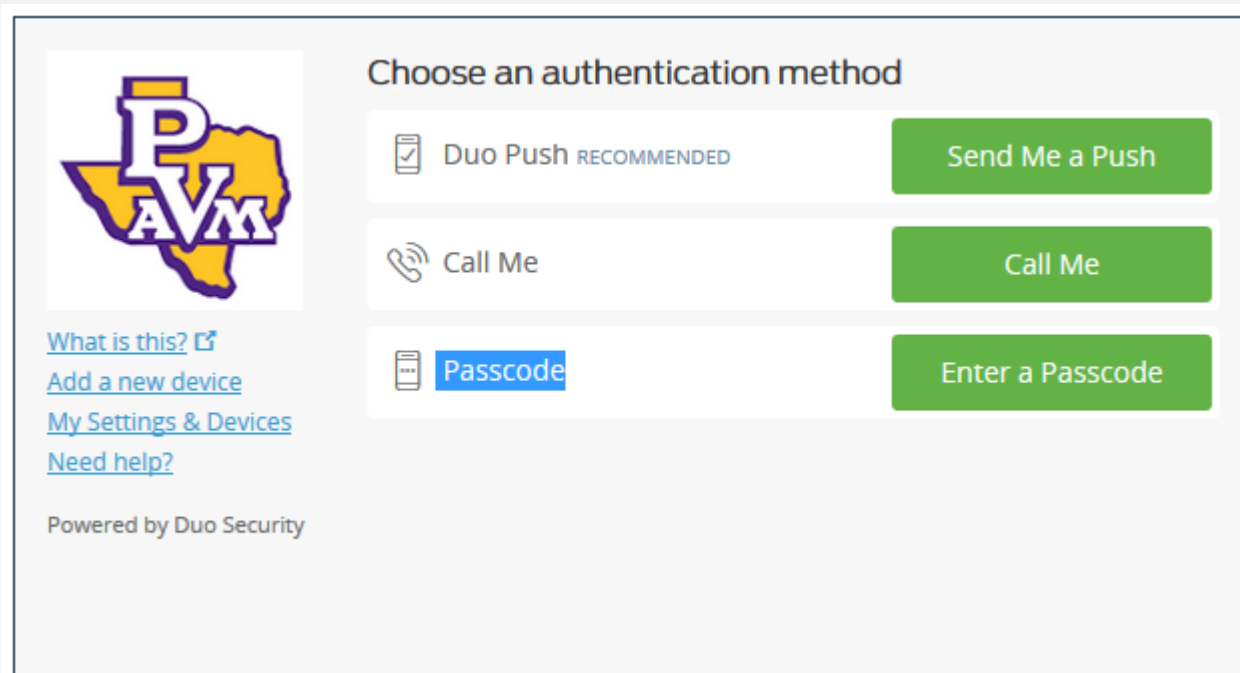 PV
A&M
Choose an authentication method
Duo Push RECOMMENDED
Send Me a Push
Call Me
Call Me
Passcode
Enter a Passcode
What is this?
Add a new device
My Settings & Devices
Need help?
Powered by Duo Security